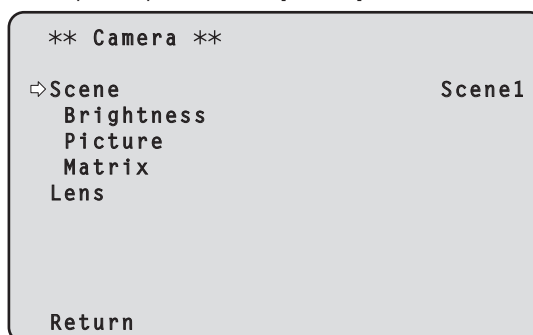 ** Camera **
⇨Scene Scene1
Brightness
Picture
Matrix
Lens
Return